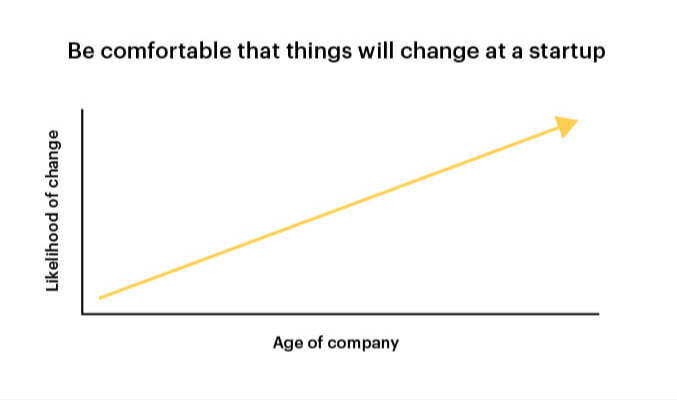 Be comfortable that things will change at a startup
Likelihood of change
Age of company